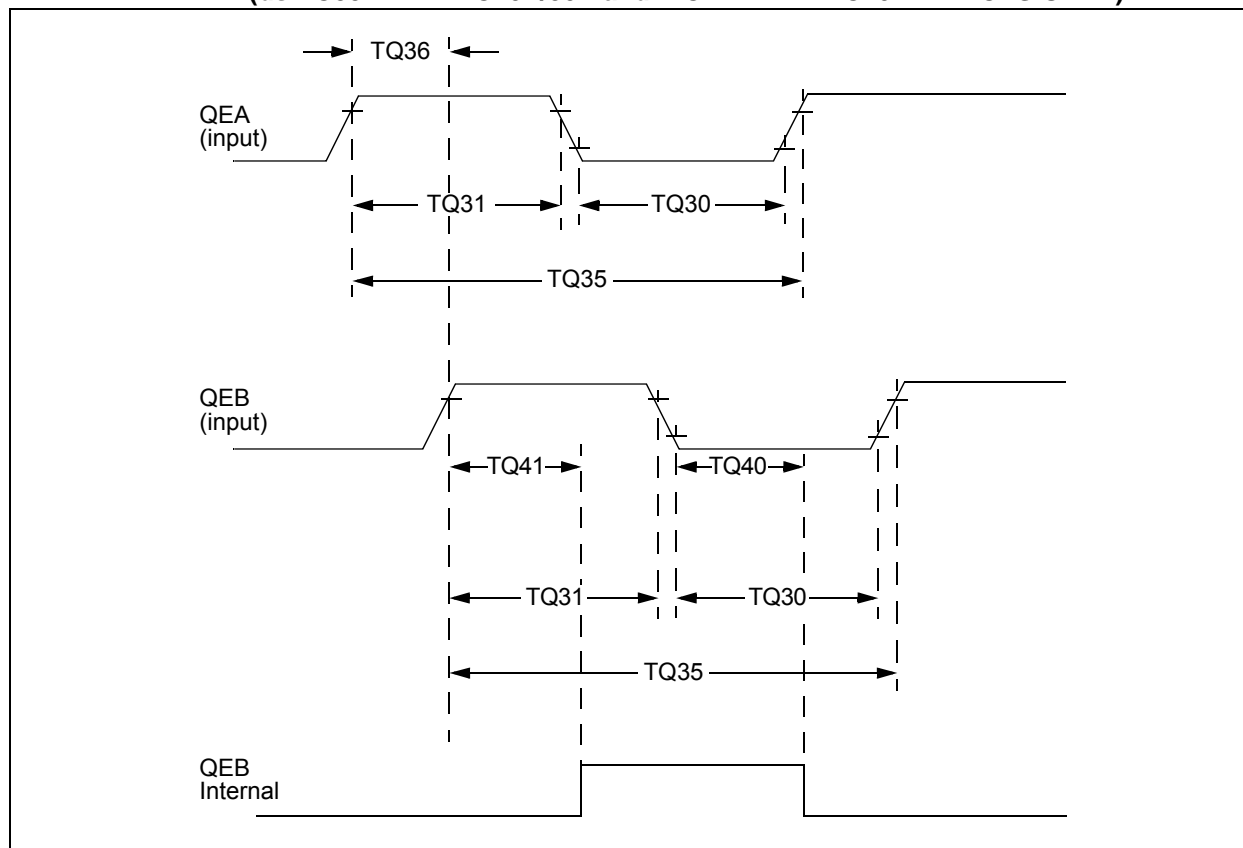 TQ36
QEA
(input)
TQ31
TQ30
TQ35
QEB
(input)
TQ41
TQ40
TQ31
TQ30
TQ35
QEB
Internal